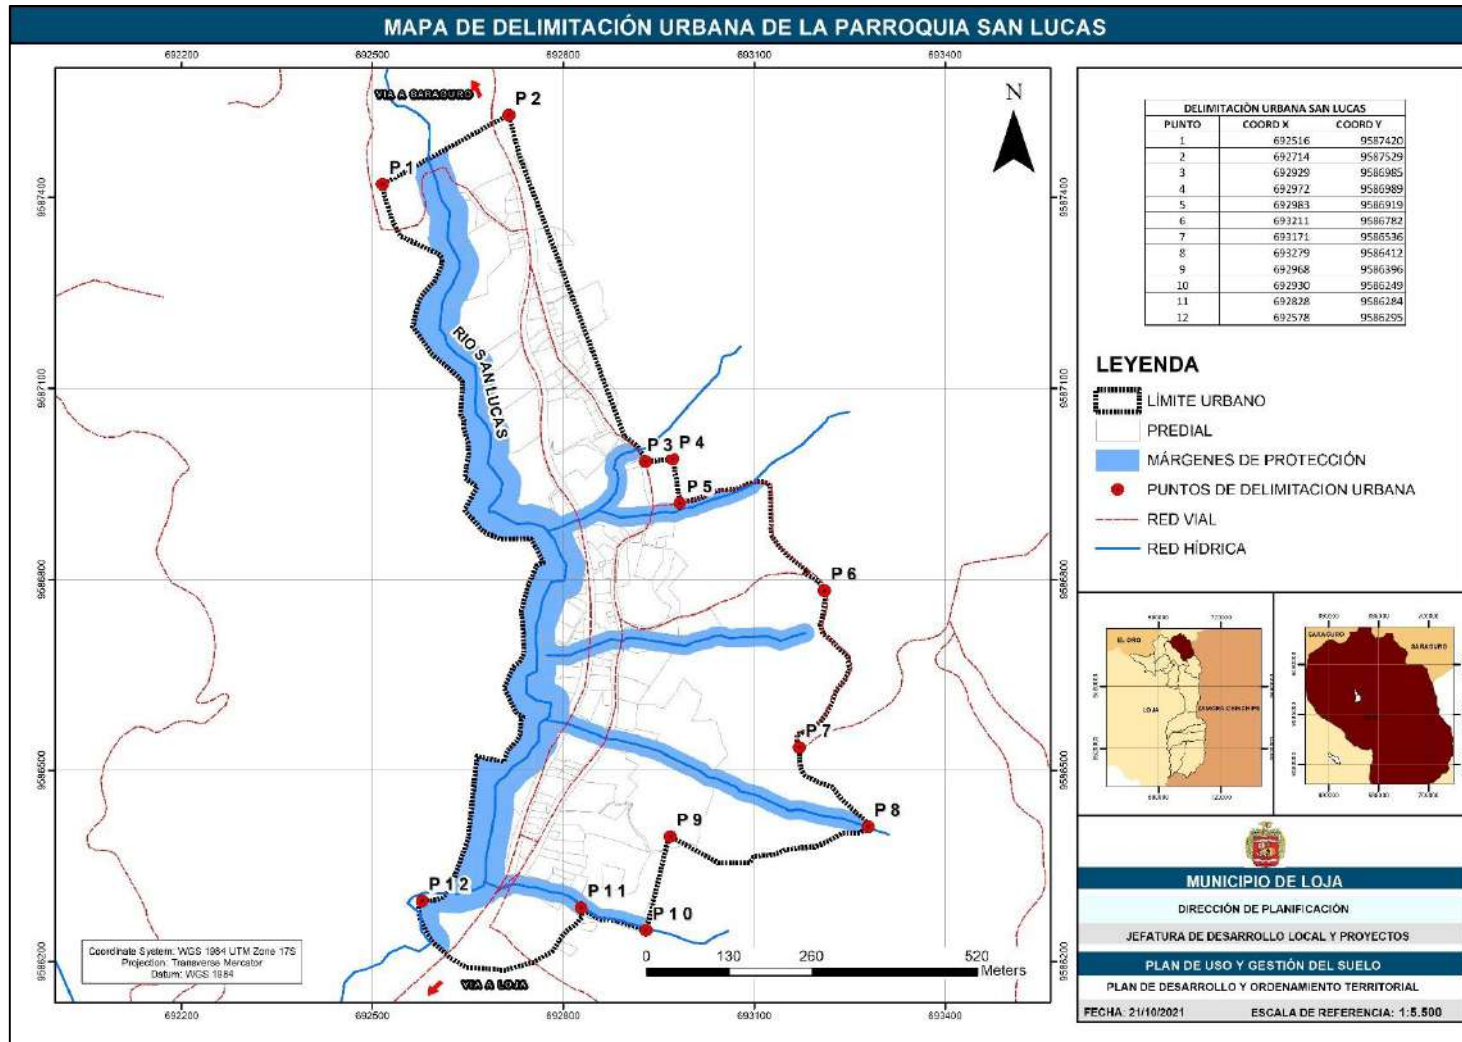 MAPA DE DELIMITACIÓN URBANA DE LA PARROQUIA SAN LUCAS
692200 692500 692800 693100 693400
VIA A SARAGURO
P 2
P 1
N
9587400 9587400
RIO SAN LUCAS
9587100 9587100
P 3 P 4
P 5
9586800 9586800
P 6
P 7
9586500 9586500
P 8
P 9
P 12
P 11
P 10
9586200 9586200
Coordinate System: WGS 1984 UTM Zone 17S
Projection: Transverse Mercator
Datum: WGS 1984
VIA A LOJA
0 130 260 520
Meters
692200 692500 692800 693100 693400
DELIMITACIÓN URBANA SAN LUCAS
PUNTO COORD X COORD Y
1 692516 9587420
2 692714 9587529
3 692929 9586985
4 692972 9586989
5 692983 9586919
6 693211 9586782
7 693171 9586536
8 693279 9586412
9 692968 9586396
10 692930 9586249
11 692828 9586284
12 692578 9586295
LEYENDA
LÍMITE URBANO
PREDIAL
MÁRGENES DE PROTECCIÓN
PUNTOS DE DELIMITACION URBANA
RED VIAL
RED HÍDRICA
EL ORO
LOJA
ZAMORA CHINCHIPE
SARAGURO
SARAGURO
MUNICIPIO DE LOJA
DIRECCIÓN DE PLANIFICACIÓN
JEFATURA DE DESARROLLO LOCAL Y PROYECTOS
PLAN DE USO Y GESTIÓN DEL SUELO
PLAN DE DESARROLLO Y ORDENAMIENTO TERRITORIAL
FECHA: 21/10/2021 ESCALA DE REFERENCIA: 1:5.500